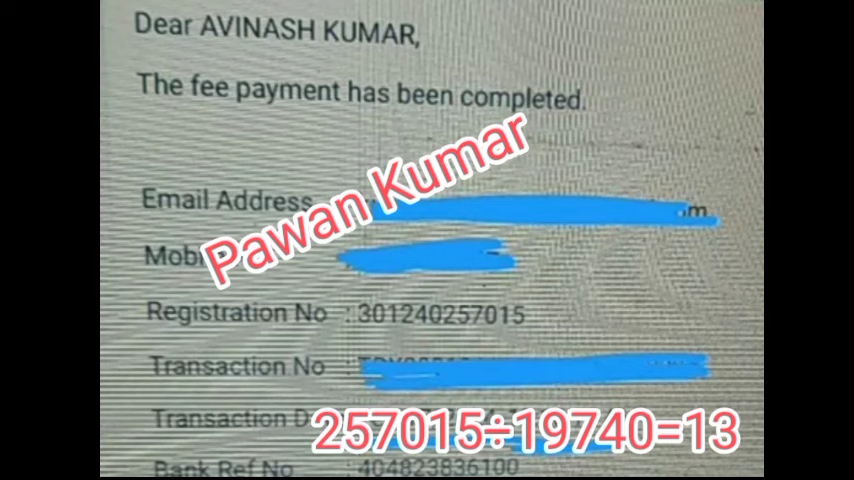 Dear AVINASH KUMAR,
The fee payment has been completed.
Pawan Kumar
Email Address m
Mobi
Registration No : 301240257015
Transaction No :
Transaction D
257015÷19740=13
Bank Ref No : 404823836100